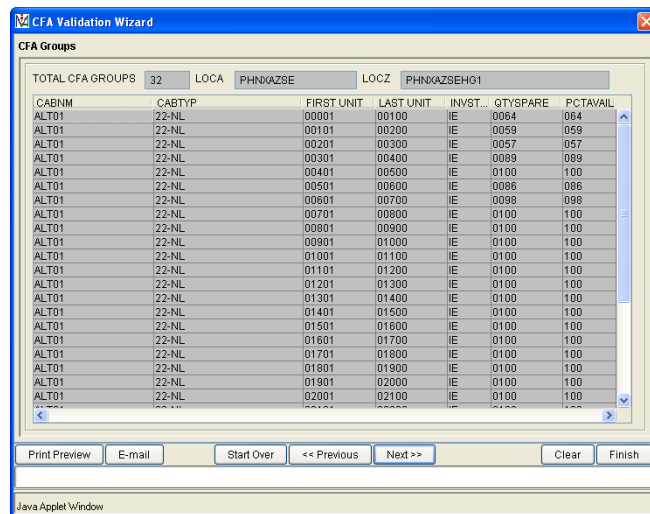 CFA Validation Wizard
CFA Groups
TOTAL CFA GROUPS 32 LOCA PHNXAZSE LOCZ PHNXAZSEHG1
CABNM CABTYP FIRST UNIT LAST UNIT INVST... QTYSPARE PCTAVAIL
ALT01 22-NL 00001 00100 IE 0064 064
ALT01 22-NL 00101 00200 IE 0059 059
ALT01 22-NL 00201 00300 IE 0057 057
ALT01 22-NL 00301 00400 IE 0089 089
ALT01 22-NL 00401 00500 IE 0100 100
ALT01 22-NL 00501 00600 IE 0086 086
ALT01 22-NL 00601 00700 IE 0098 098
ALT01 22-NL 00701 00800 IE 0100 100
ALT01 22-NL 00801 00900 IE 0100 100
ALT01 22-NL 00901 01000 IE 0100 100
ALT01 22-NL 01001 01100 IE 0100 100
ALT01 22-NL 01101 01200 IE 0100 100
ALT01 22-NL 01201 01300 IE 0100 100
ALT01 22-NL 01301 01400 IE 0100 100
ALT01 22-NL 01401 01500 IE 0100 100
ALT01 22-NL 01501 01600 IE 0100 100
ALT01 22-NL 01601 01700 IE 0100 100
ALT01 22-NL 01701 01800 IE 0100 100
ALT01 22-NL 01801 01900 IE 0100 100
ALT01 22-NL 01901 02000 IE 0100 100
ALT01 22-NL 02001 02100 IE 0100 100
Print Preview E-mail Start Over << Previous Next >> Clear Finish
Java Applet Window